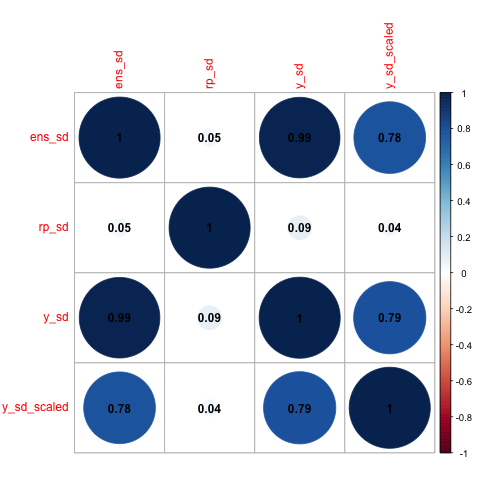 ens_sd
rp_sd
y_sd
y_sd_scaled
ens_sd 1 0.05 0.99 0.78
rp_sd 0.05 1 0.09 0.04
y_sd 0.99 0.09 1 0.79
y_sd_scaled 0.78 0.04 0.79 1
1
0.8
0.6
0.4
0.2
0
-0.2
-0.4
-0.6
-0.8
-1